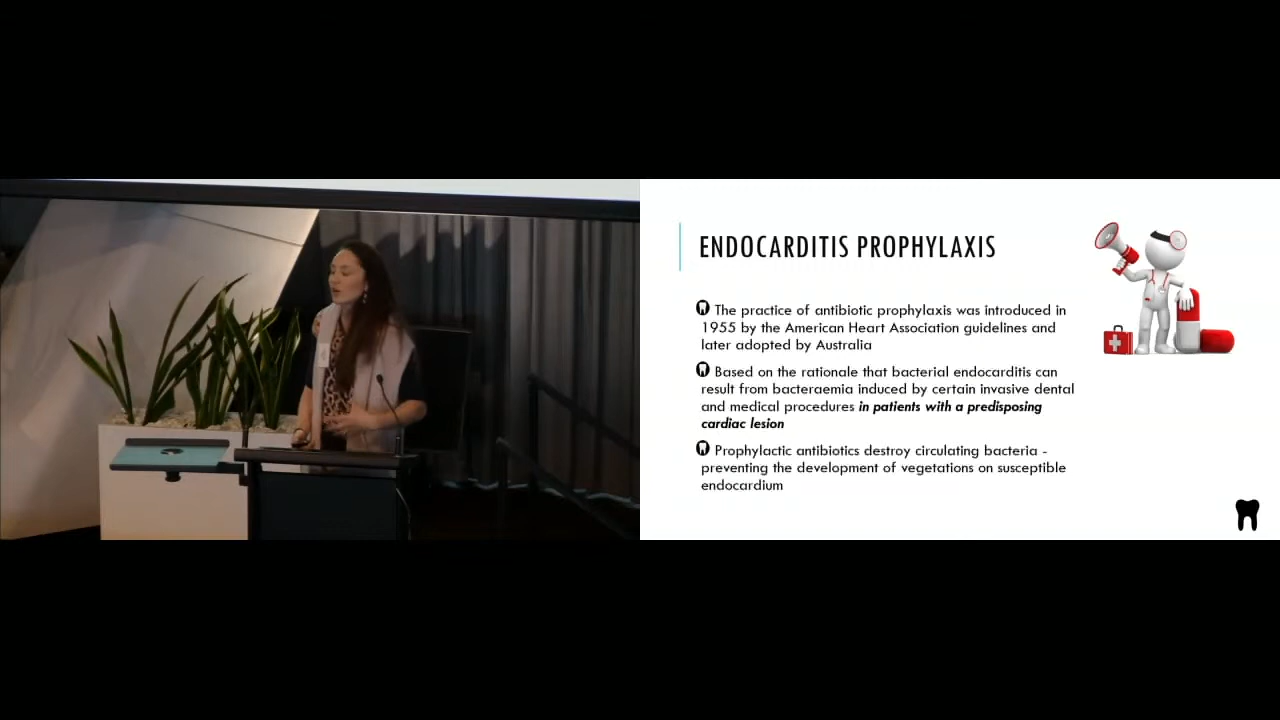 ENDOCARDITIS PROPHYLAXIS
The practice of antibiotic prophylaxis was introduced in
1955 by the American Heart Association guidelines and
later adopted by Australia
Based on the rationale that bacterial endocarditis can
result from bacteraemia induced by certain invasive dental
and medical procedures in patients with a predisposing
cardiac lesion
Prophylactic antibiotics destroy circulating bacteria -
preventing the development of vegetations on susceptible
endocardium